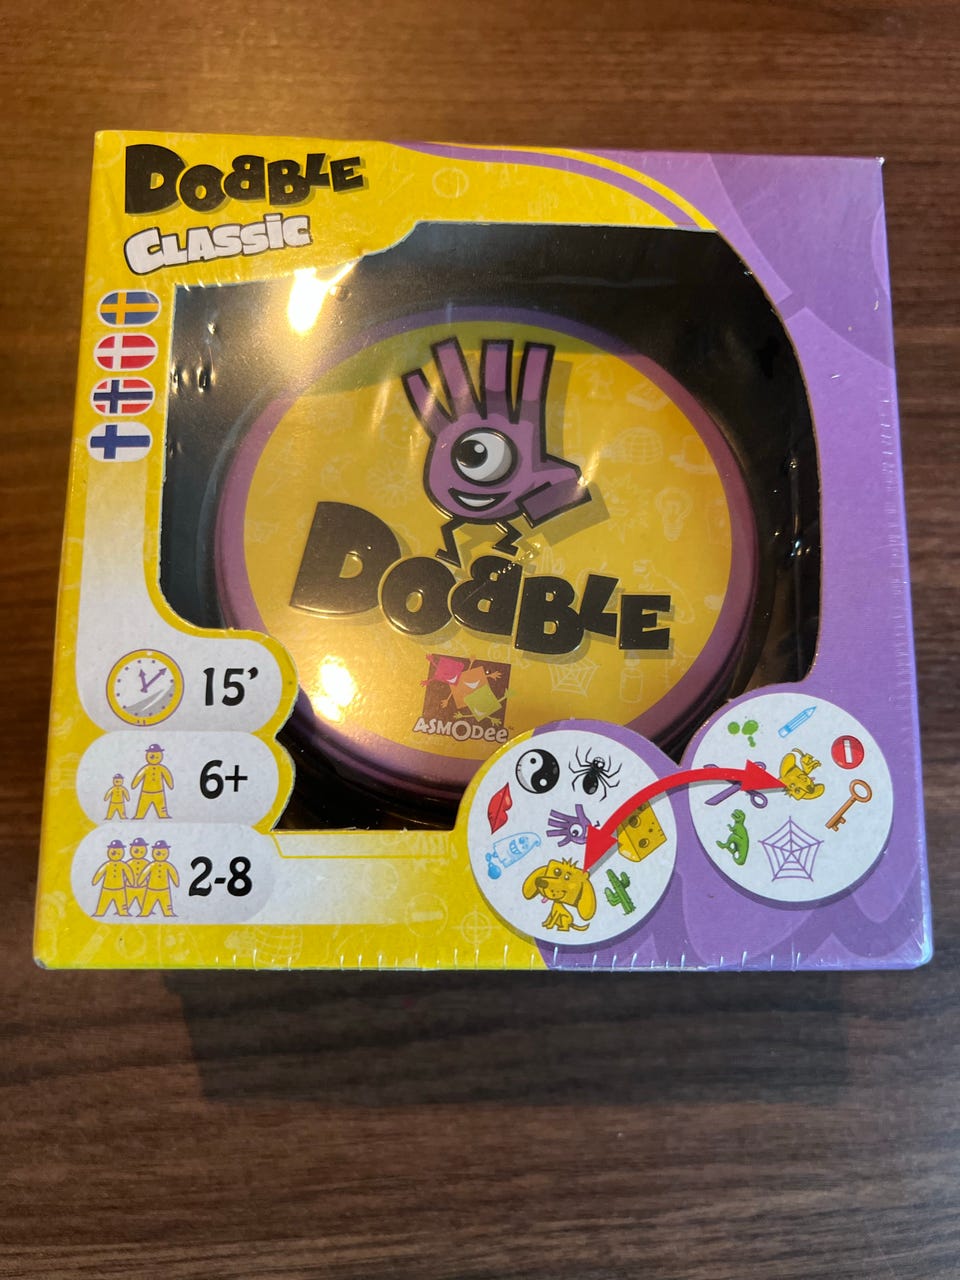 DOBBLE
CLASSIC
DOBBLE
ASMODee
15'
6+
2-8